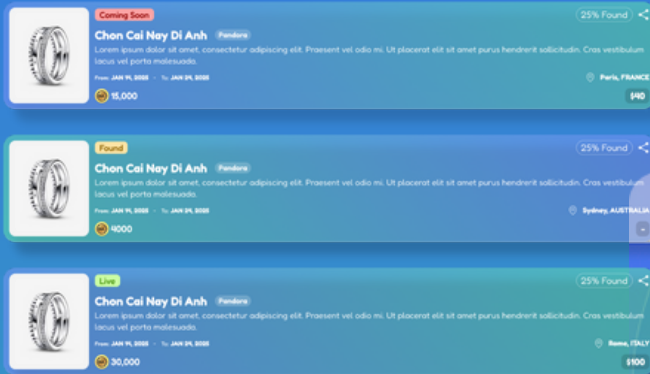 Coming Soon 25% Found
Chon Cai Nay Di Anh Pandora
Lorem ipsum dolor sit amet, consectetur adipiscing elit. Praesent vel odio mi. Ut placerat elit sit amet purus hendrerit sollicitudin. Cras vestibulum
lacus vel porta malesuada.
From: JAN 14, 2025 - To: JAN 24, 2025 Paris, FRANCE
15,000 $40
Found 25% Found
Chon Cai Nay Di Anh Pandora
Lorem ipsum dolor sit amet, consectetur adipiscing elit. Praesent vel odio mi. Ut placerat elit sit amet purus hendrerit sollicitudin. Cras vestibulum
lacus vel porta malesuada.
From: JAN 14, 2025 - To: JAN 24, 2025 Sydney, AUSTRALIA
4000 -
Live 25% Found
Chon Cai Nay Di Anh Pandora
Lorem ipsum dolor sit amet, consectetur adipiscing elit. Praesent vel odio mi. Ut placerat elit sit amet purus hendrerit sollicitudin. Cras vestibulum
lacus vel porta malesuada.
From: JAN 14, 2025 - To: JAN 24, 2025 Rome, ITALY
30,000 $100